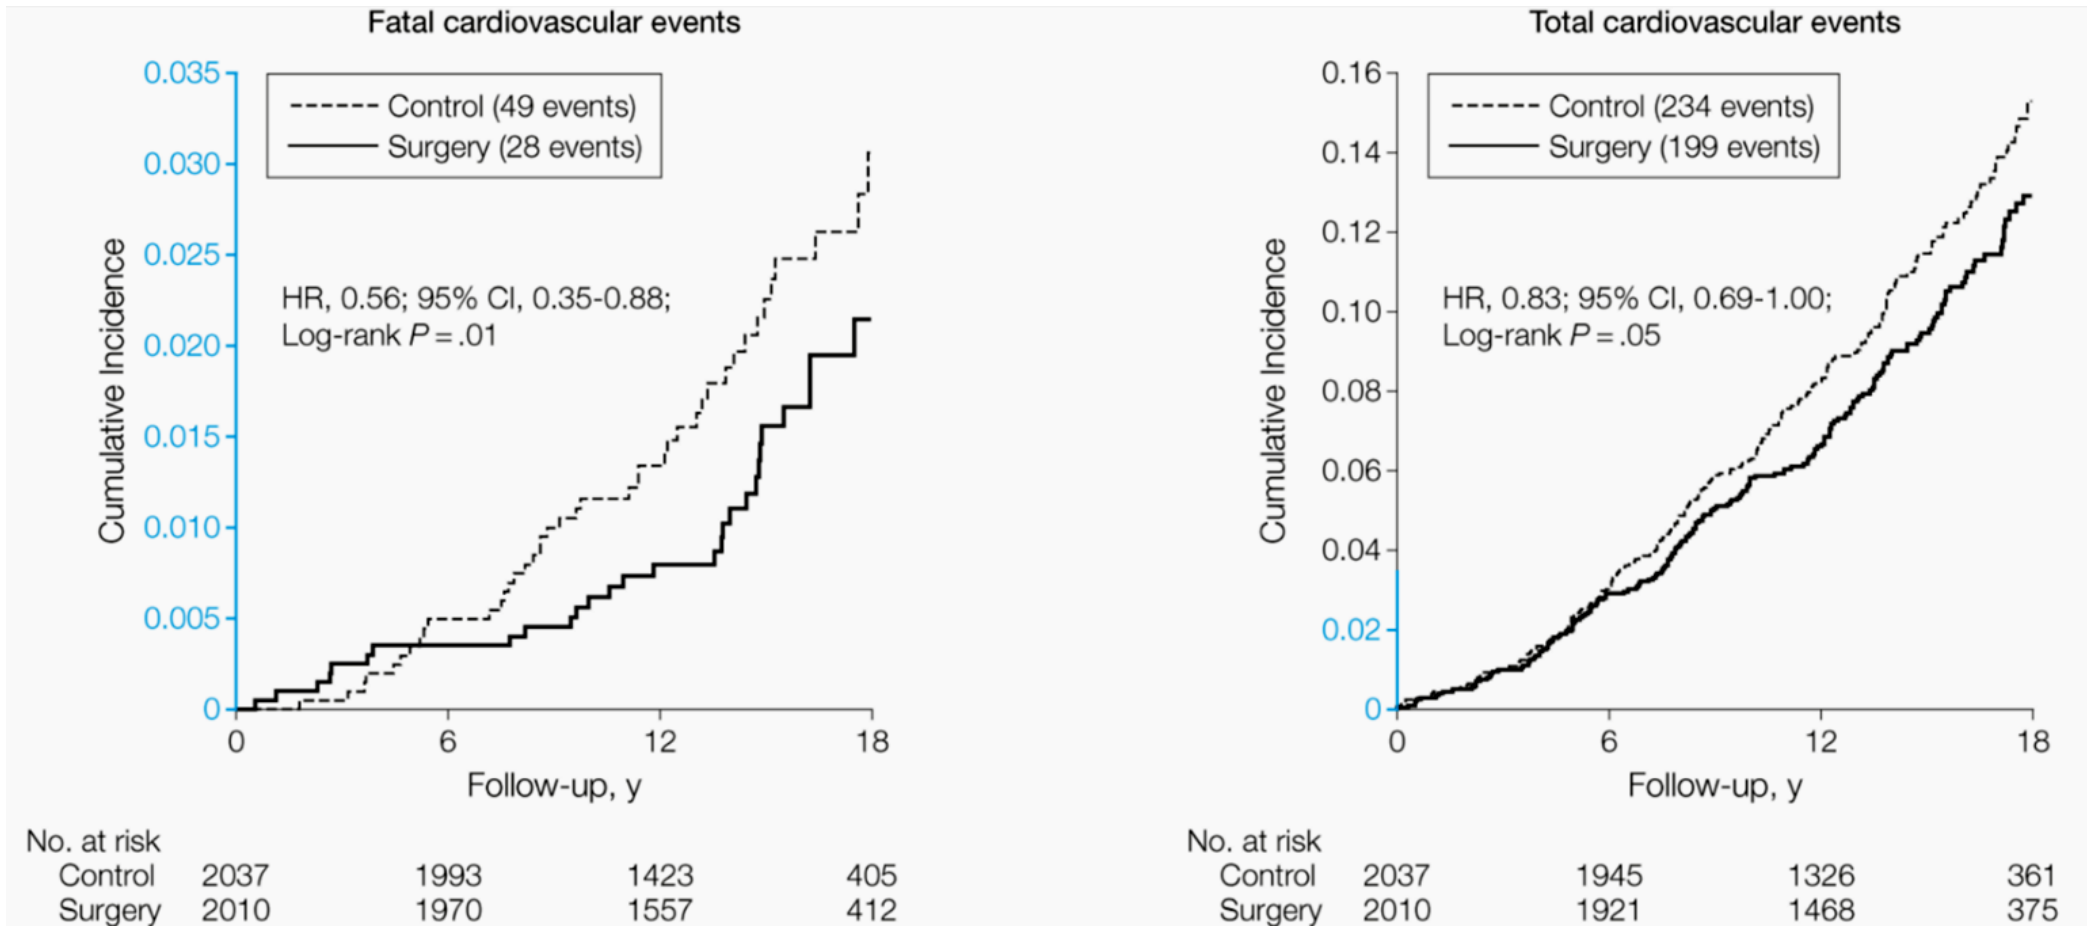 Fatal cardiovascular events
0.035
0.030
0.025
0.020
0.015
0.010
0.005
0
Cumulative Incidence
Control (49 events)
Surgery (28 events)
HR, 0.56; 95% CI, 0.35-0.88;
Log-rank P = .01
0 6 12 18
Follow-up, y
No. at risk
Control 2037 1993 1423 405
Surgery 2010 1970 1557 412
Total cardiovascular events
0.16
0.14
0.12
0.10
0.08
0.06
0.04
0.02
0
Cumulative Incidence
Control (234 events)
Surgery (199 events)
HR, 0.83; 95% CI, 0.69-1.00;
Log-rank P = .05
0 6 12 18
Follow-up, y
No. at risk
Control 2037 1945 1326 361
Surgery 2010 1921 1468 375